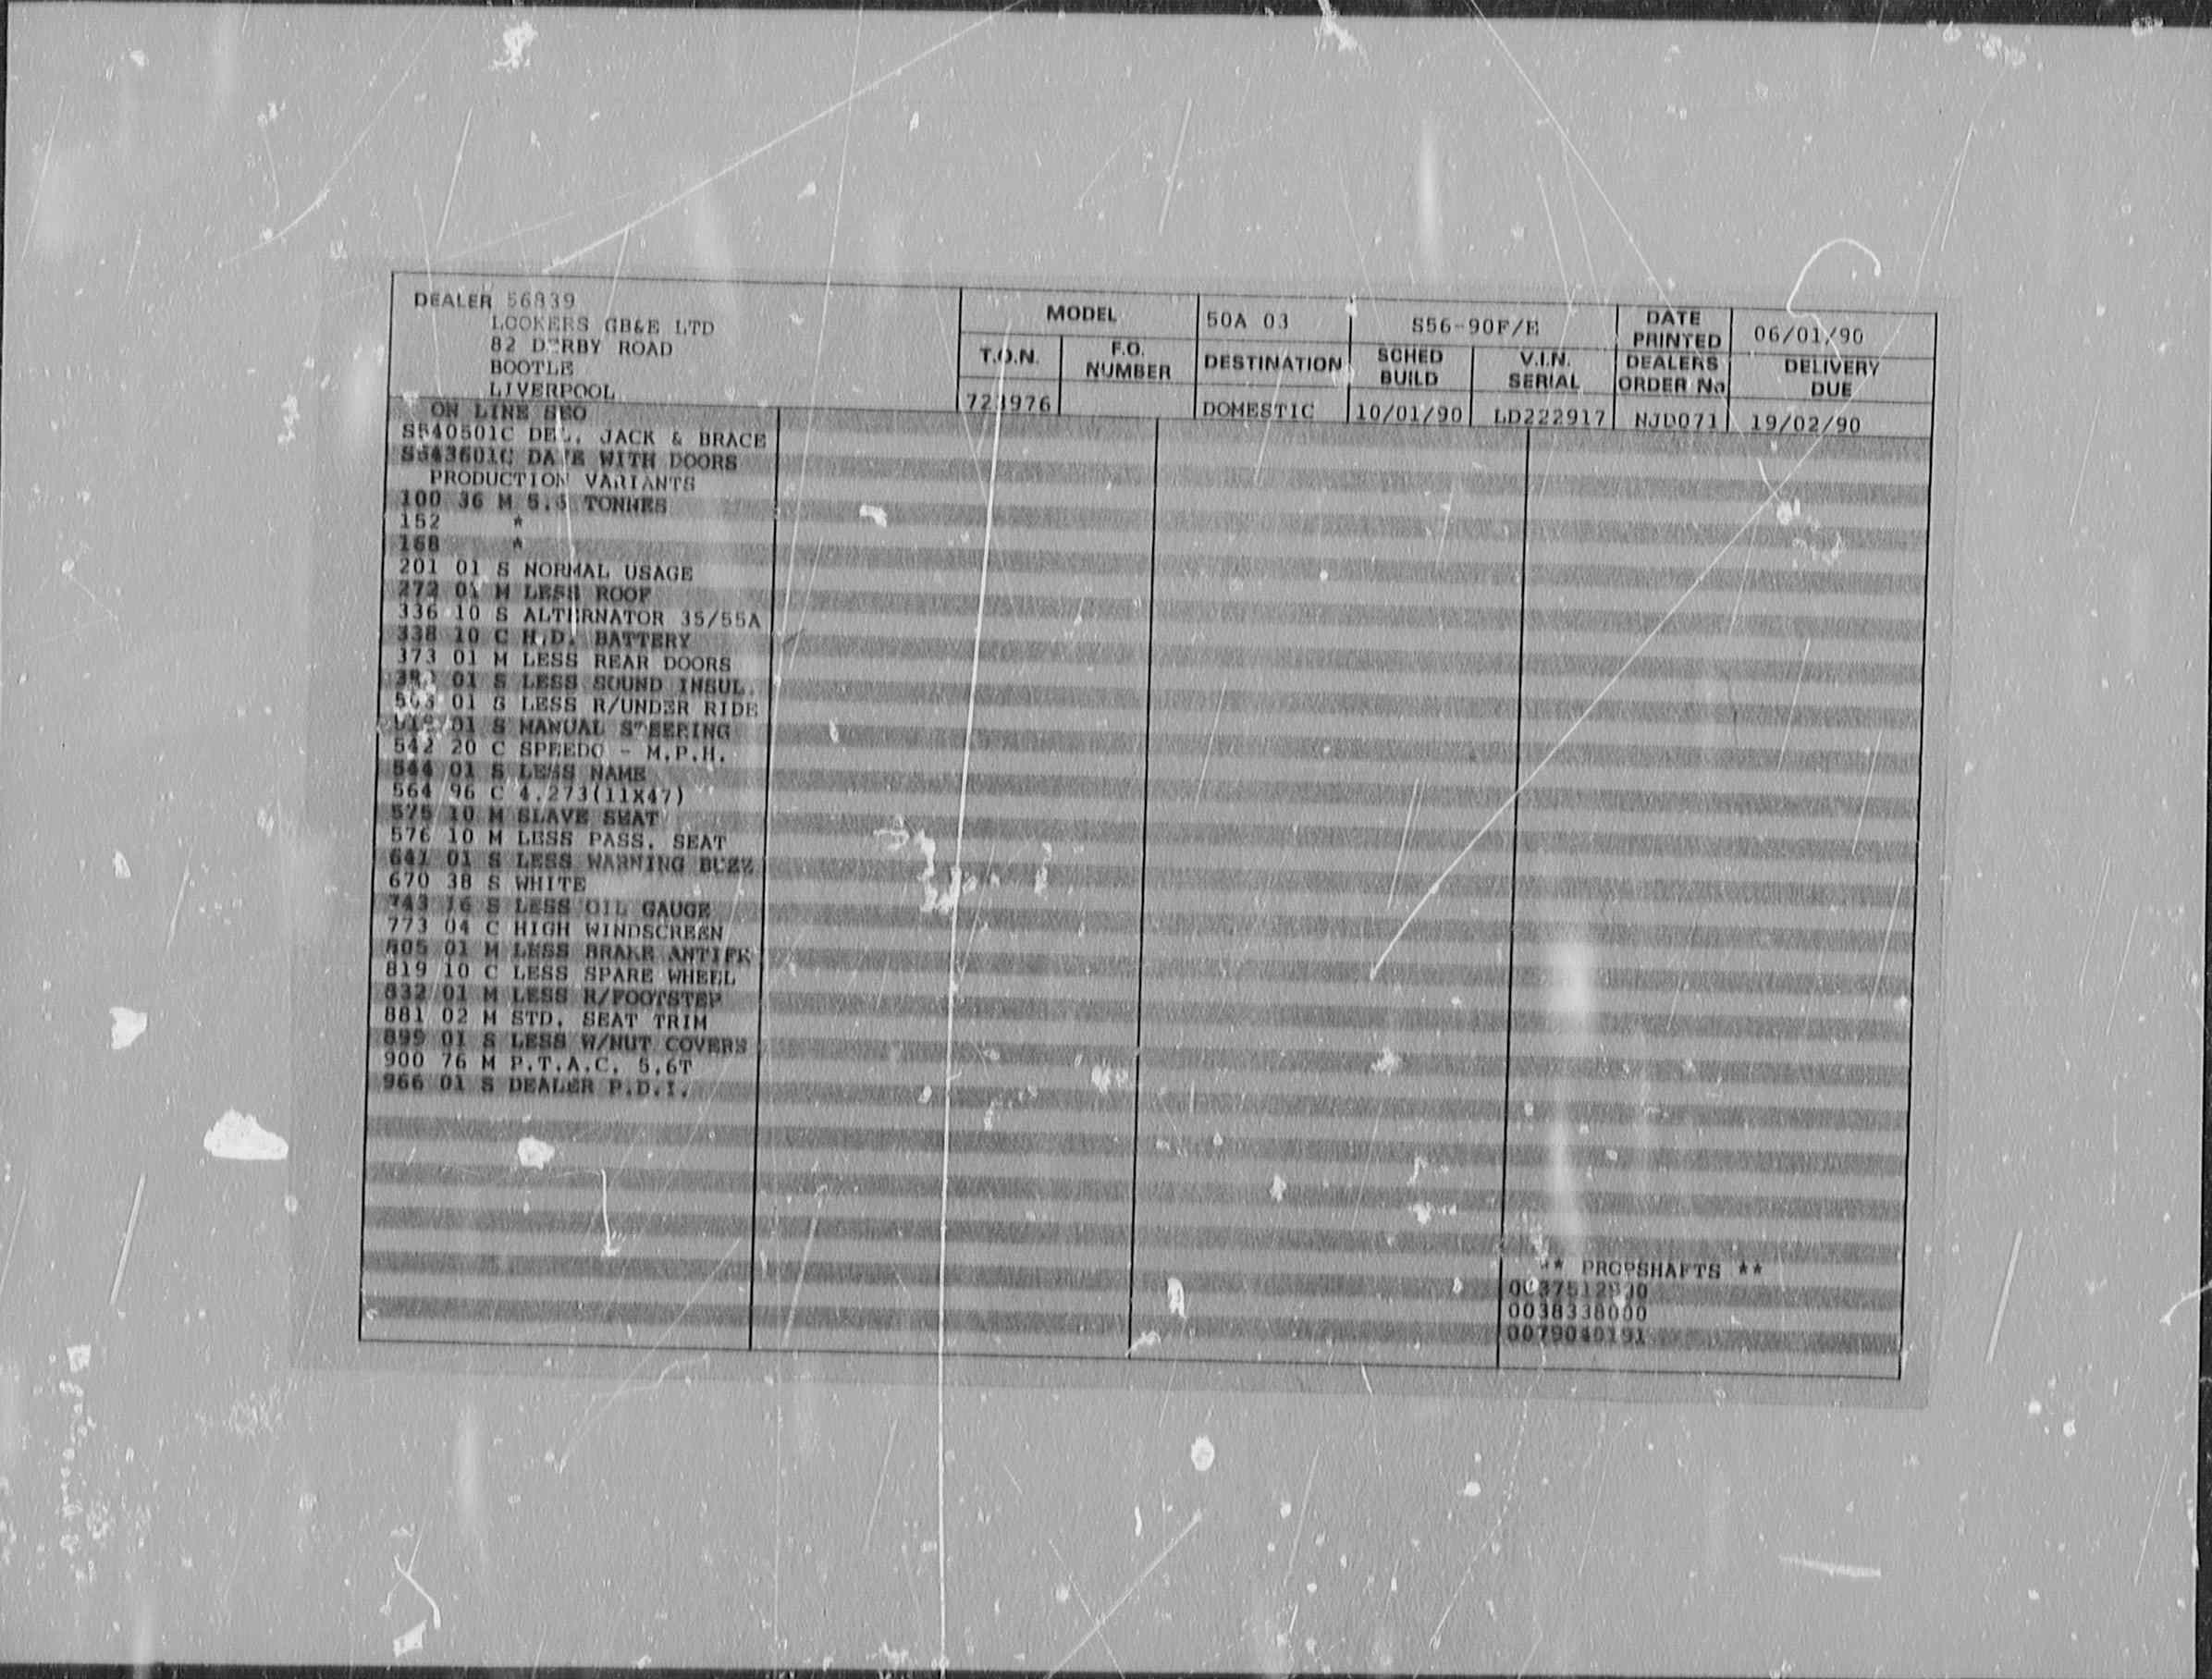 DEALER 56839
LOOKERS GB&E LTD
82 DERBY ROAD
BOOTLE
LIVERPOOL
MODEL 50A 03 S56-90F/E DATE PRINTED 06/01/90
T.O.N. F.O. NUMBER DESTINATION SCHED BUILD V.I.N. SERIAL DEALERS ORDER No DELIVERY DUE
DOMESTIC 10/01/90 LD222917 NJD071 19/02/90
ON LINE SEO
S540501C DEL. JACK & BRACE
WITH DOORS
PRODUCTION VARIANTS
100 36 M 5.6 TONNES
152 *
168 *
201 01 S NORMAL USAGE
272 01 M LESS ROOF
336 10 S ALTERNATOR 35/55A
338 10 C H.D. BATTERY
373 01 M LESS REAR DOORS
01 S LESS SOUND INSUL.
01 S LESS R/UNDER RIDE
01 S MANUAL STEERING
542 20 C SPEEDO - M.P.H.
544 01 S LESS NAME
564 96 C 4.273(11X47)
575 10 M SLAVE SEAT
576 10 M LESS PASS. SEAT
641 01 S LESS WARNING BUZZ
670 38 S WHITE
743 16 S LESS OIL GAUGE
773 04 C HIGH WINDSCREEN
805 01 M LESS BRAKE ANTIFR
819 10 C LESS SPARE WHEEL
832 01 M LESS R/FOOTSTEP
881 02 M STD. SEAT TRIM
899 01 S LESS W/NUT COVERS
900 76 M P.T.A.C. 5.6T
966 01 S DEALER P.D.I.
** PROPSHAFTS **
0038338000
0079040191